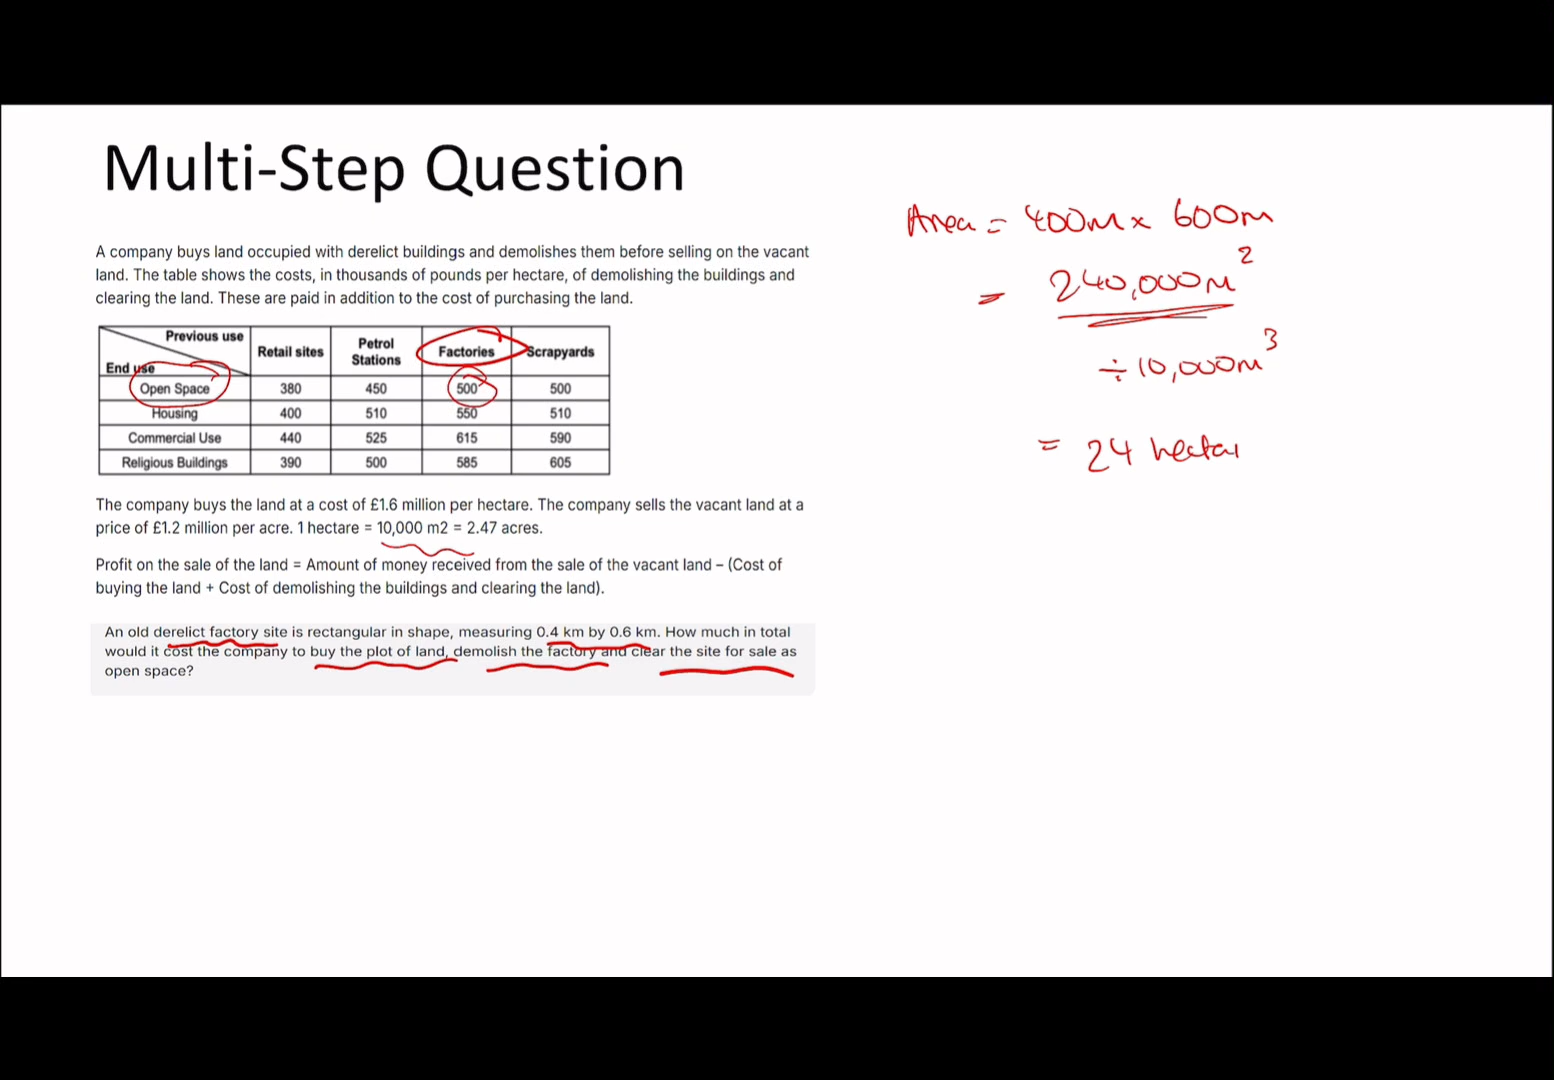 Multi-Step Question
A company buys land occupied with derelict buildings and demolishes them before selling on the vacant
land. The table shows the costs, in thousands of pounds per hectare, of demolishing the buildings and
clearing the land. These are paid in addition to the cost of purchasing the land.
Previous use
End use
Retail sites Petrol Stations Factories Scrapyards
Open Space 380 450 500 500
Housing 400 510 550 510
Commercial Use 440 525 615 590
Religious Buildings 390 500 585 605
The company buys the land at a cost of £1.6 million per hectare. The company sells the vacant land at a
price of £1.2 million per acre. 1 hectare = 10,000 m2 = 2.47 acres.
Profit on the sale of the land = Amount of money received from the sale of the vacant land – (Cost of
buying the land + Cost of demolishing the buildings and clearing the land).
An old derelict factory site is rectangular in shape, measuring 0.4 km by 0.6 km. How much in total
would it cost the company to buy the plot of land, demolish the factory and clear the site for sale as
open space?
Area = 400m x 600m
= 240,000m²
÷ 10,000m³
= 24 hectar